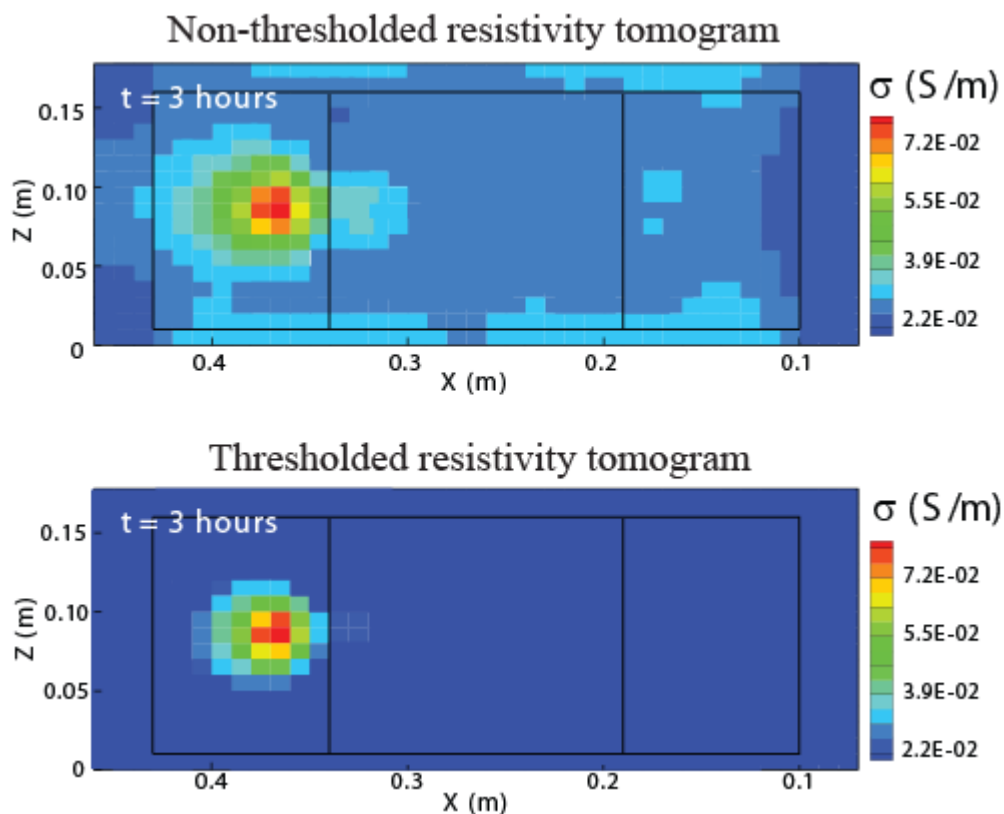 Non-thresholded resistivity tomogram
t = 3 hours
σ (S/m)
0.15
0.10
0.05
0
Z (m)
7.2E-02
5.5E-02
3.9E-02
2.2E-02
0.4
0.3
0.2
0.1
X (m)
Thresholded resistivity tomogram
t = 3 hours
σ (S/m)
0.15
0.10
0.05
0
Z (m)
7.2E-02
5.5E-02
3.9E-02
2.2E-02
0.4
0.3
0.2
0.1
X (m)